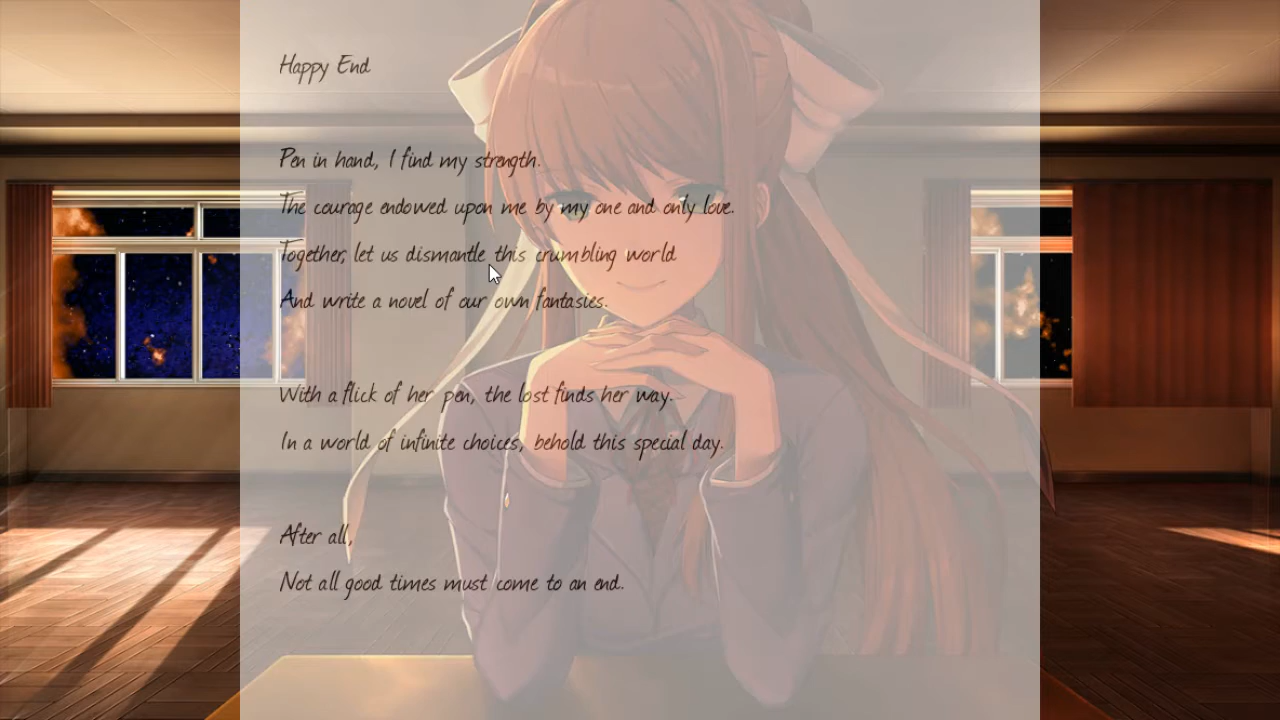 Happy End
Pen in hand, I find my strength.
The courage endowed upon me by my one and only love.
Together, let us dismantle this crumbling world
And write a novel of our own fantasies.
With a flick of her pen, the lost finds her way.
In a world of infinite choices, behold this special day.
After all,
Not all good times must come to an end.